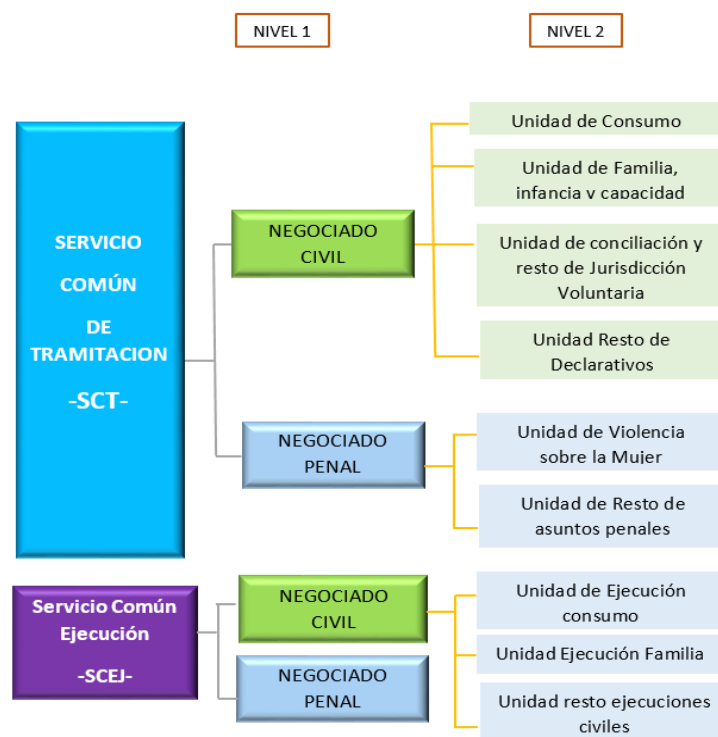 NIVEL 1
NIVEL 2
SERVICIO
COMÚN
DE
TRAMITACION
-SCT-
NEGOCIADO
CIVIL
Unidad de Consumo
Unidad de Familia,
infancia y capacidad
Unidad de conciliación y
resto de Jurisdicción
Voluntaria
Unidad Resto de
Declarativos
NEGOCIADO
PENAL
Unidad de Violencia
sobre la Mujer
Unidad de Resto de
asuntos penales
Servicio Común
Ejecución
-SCEJ-
NEGOCIADO
CIVIL
Unidad de Ejecución
consumo
Unidad Ejecución Familia
Unidad resto ejecuciones
civiles
NEGOCIADO
PENAL